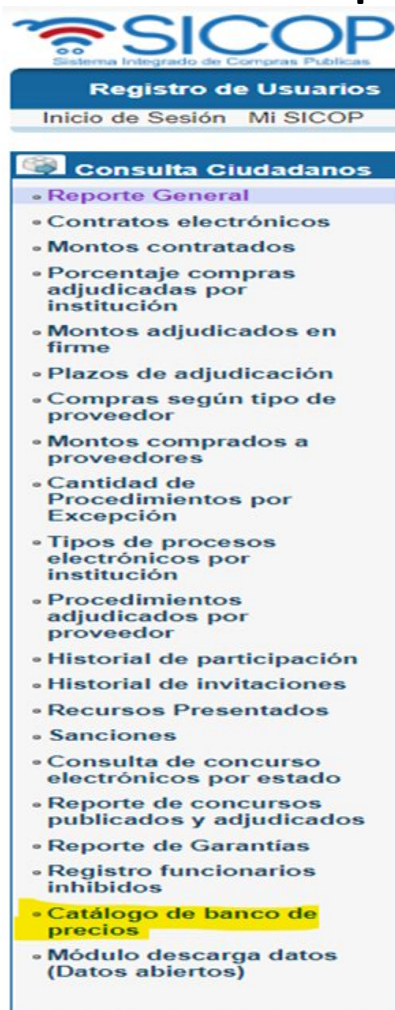 SICOP
Sistema Integrado de Compras Publicas
Registro de Usuarios
Inicio de Sesión Mi SICOP
Consulta Ciudadanos
Reporte General
Contratos electrónicos
Montos contratados
Porcentaje compras
adjudicadas por
institución
Montos adjudicados en
firme
Plazos de adjudicación
Compras según tipo de
proveedor
Montos comprados a
proveedores
Cantidad de
Procedimientos por
Excepción
Tipos de procesos
electrónicos por
institución
Procedimientos
adjudicados por
proveedor
Historial de participación
Historial de invitaciones
Recursos Presentados
Sanciones
Consulta de concurso
electrónicos por estado
Reporte de concursos
publicados y adjudicados
Reporte de Garantías
Registro funcionarios
inhibidos
Catálogo de banco de
precios
Módulo descarga datos
(Datos abiertos)